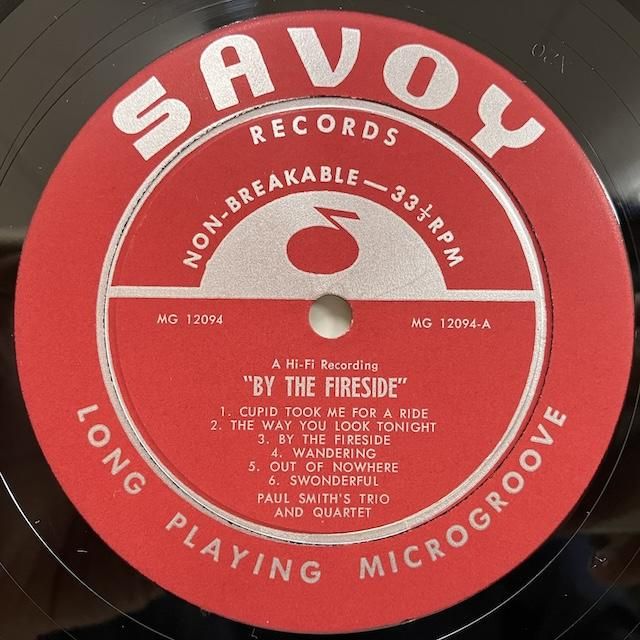 SAVOY
RECORDS
NON-BREAKABLE — 33⅓ RPM
MG 12094
MG 12094-A
A Hi-Fi Recording
"BY THE FIRESIDE"
1. CUPID TOOK ME FOR A RIDE
2. THE WAY YOU LOOK TONIGHT
3. BY THE FIRESIDE
4. WANDERING
5. OUT OF NOWHERE
6. SWONDERFUL
PAUL SMITH'S TRIO
AND QUARTET
LONG PLAYING MICROGROOVE